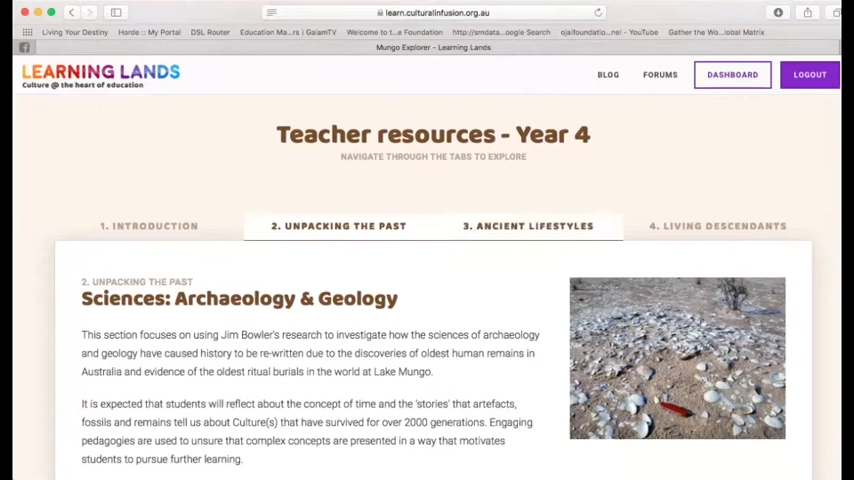 learn.culturalinfusion.org.au
Living Your Destiny Horde :: My Portal DSL Router Education Ma...rs | GaiamTV Welcome to t...e Foundation http://smdata...oogle Search ojaifoundatio...nel - YouTube Gather the Wo...lobal Matrix
Mungo Explorer - Learning Lands
LEARNING LANDS
Culture @ the heart of education
BLOG FORUMS DASHBOARD LOGOUT
Teacher resources - Year 4
NAVIGATE THROUGH THE TABS TO EXPLORE
1. INTRODUCTION 2. UNPACKING THE PAST 3. ANCIENT LIFESTYLES 4. LIVING DESCENDANTS
2. UNPACKING THE PAST
Sciences: Archaeology & Geology
This section focuses on using Jim Bowler's research to investigate how the sciences of archaeology
and geology have caused history to be re-written due to the discoveries of oldest human remains in
Australia and evidence of the oldest ritual burials in the world at Lake Mungo.
It is expected that students will reflect about the concept of time and the 'stories' that artefacts,
fossils and remains tell us about Culture(s) that have survived for over 2000 generations. Engaging
pedagogies are used to unsure that complex concepts are presented in a way that motivates
students to pursue further learning.